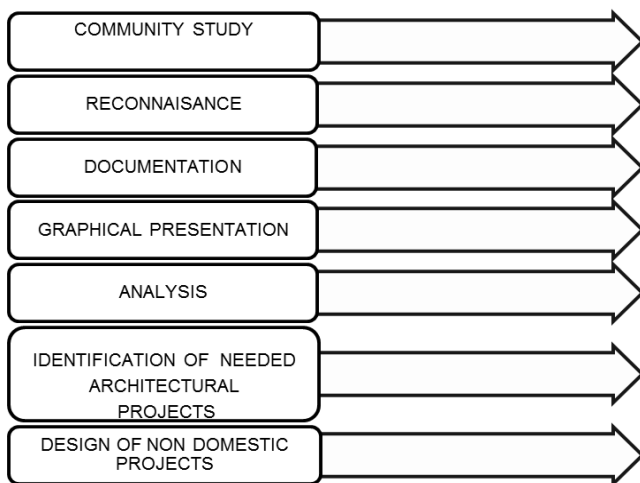 COMMUNITY STUDY
RECONNAISANCE
DOCUMENTATION
GRAPHICAL PRESENTATION
ANALYSIS
IDENTIFICATION OF NEEDED
ARCHITECTURAL
PROJECTS
DESIGN OF NON DOMESTIC
PROJECTS